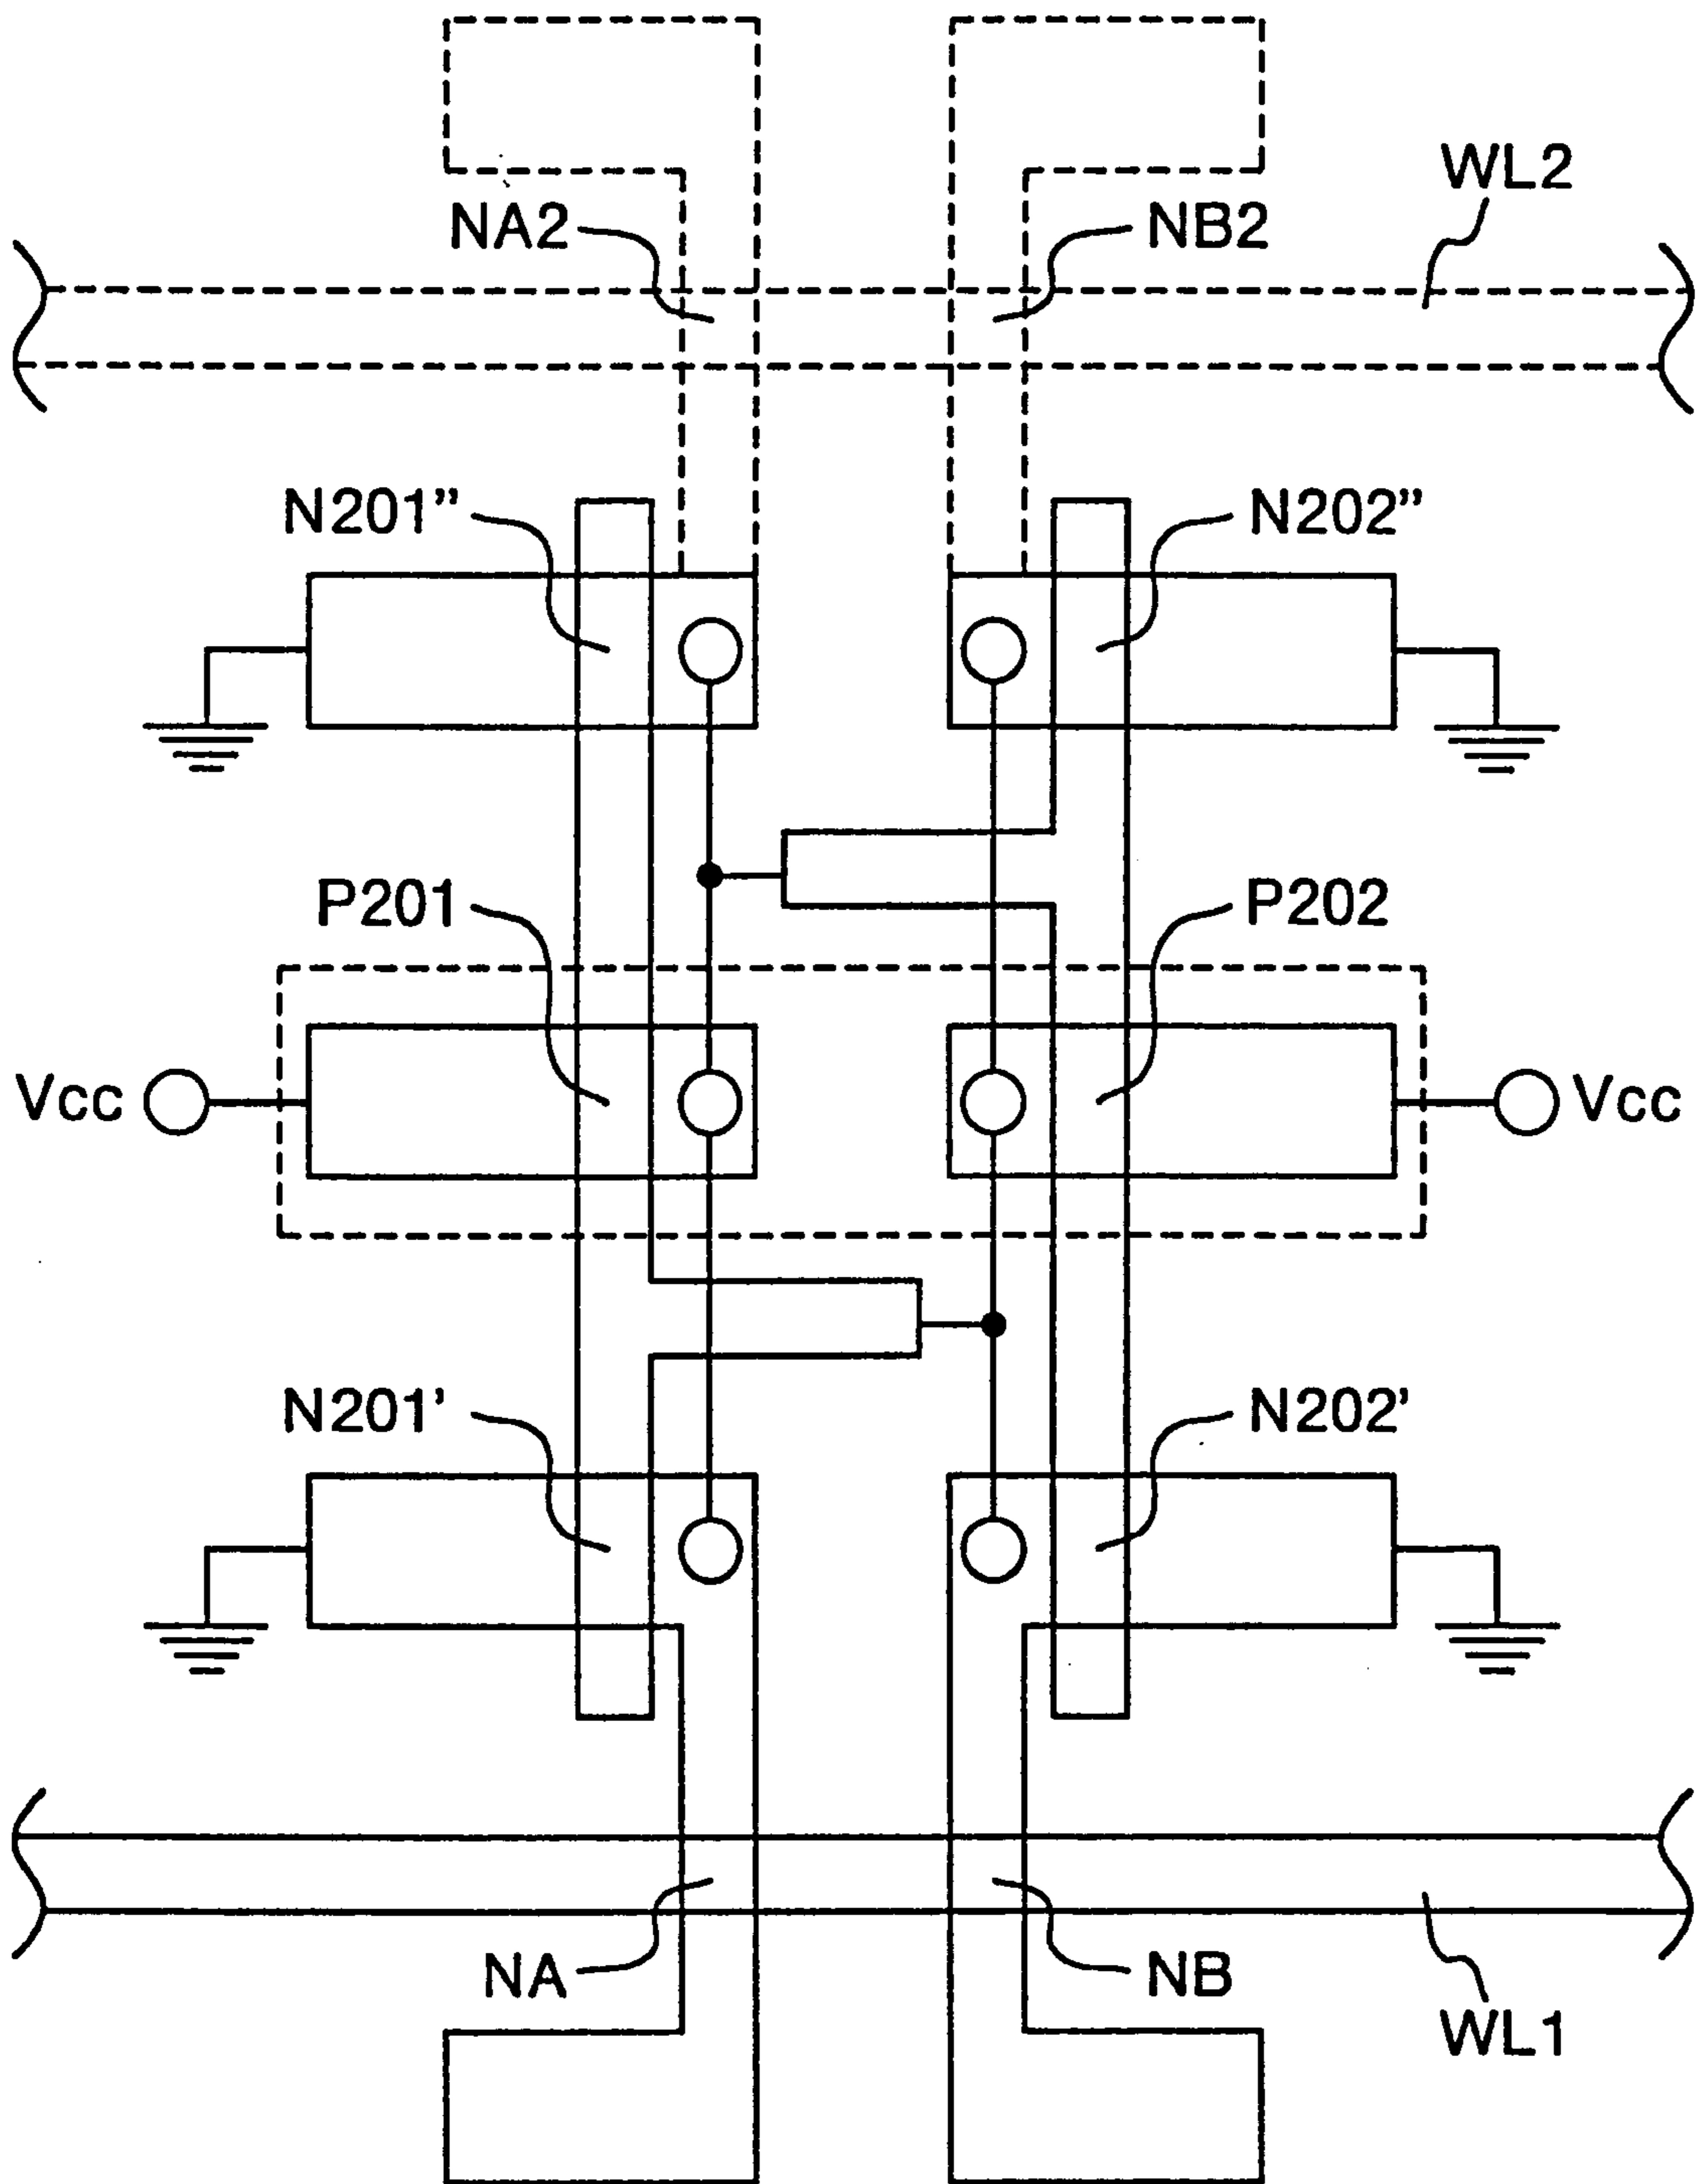 WL2
NA2
NB2
N201”
N202”
P201
P202
Vcc
Vcc
N201’
N202’
NA
NB
WL1